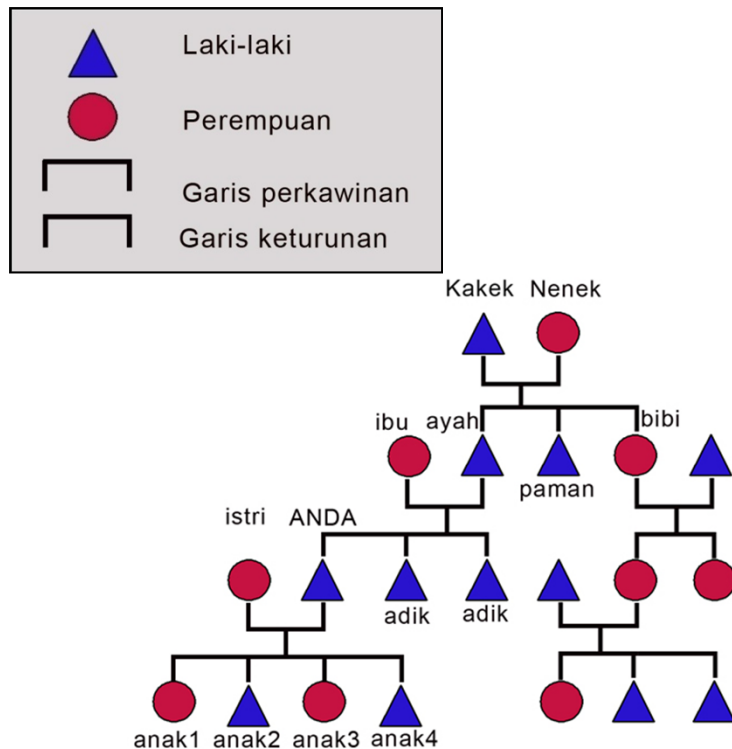 Laki-laki
Perempuan
Garis perkawinan
Garis keturunan
Kakek Nenek
ibu ayah bibi
paman
istri ANDA
adik adik
anak1 anak2 anak3 anak4